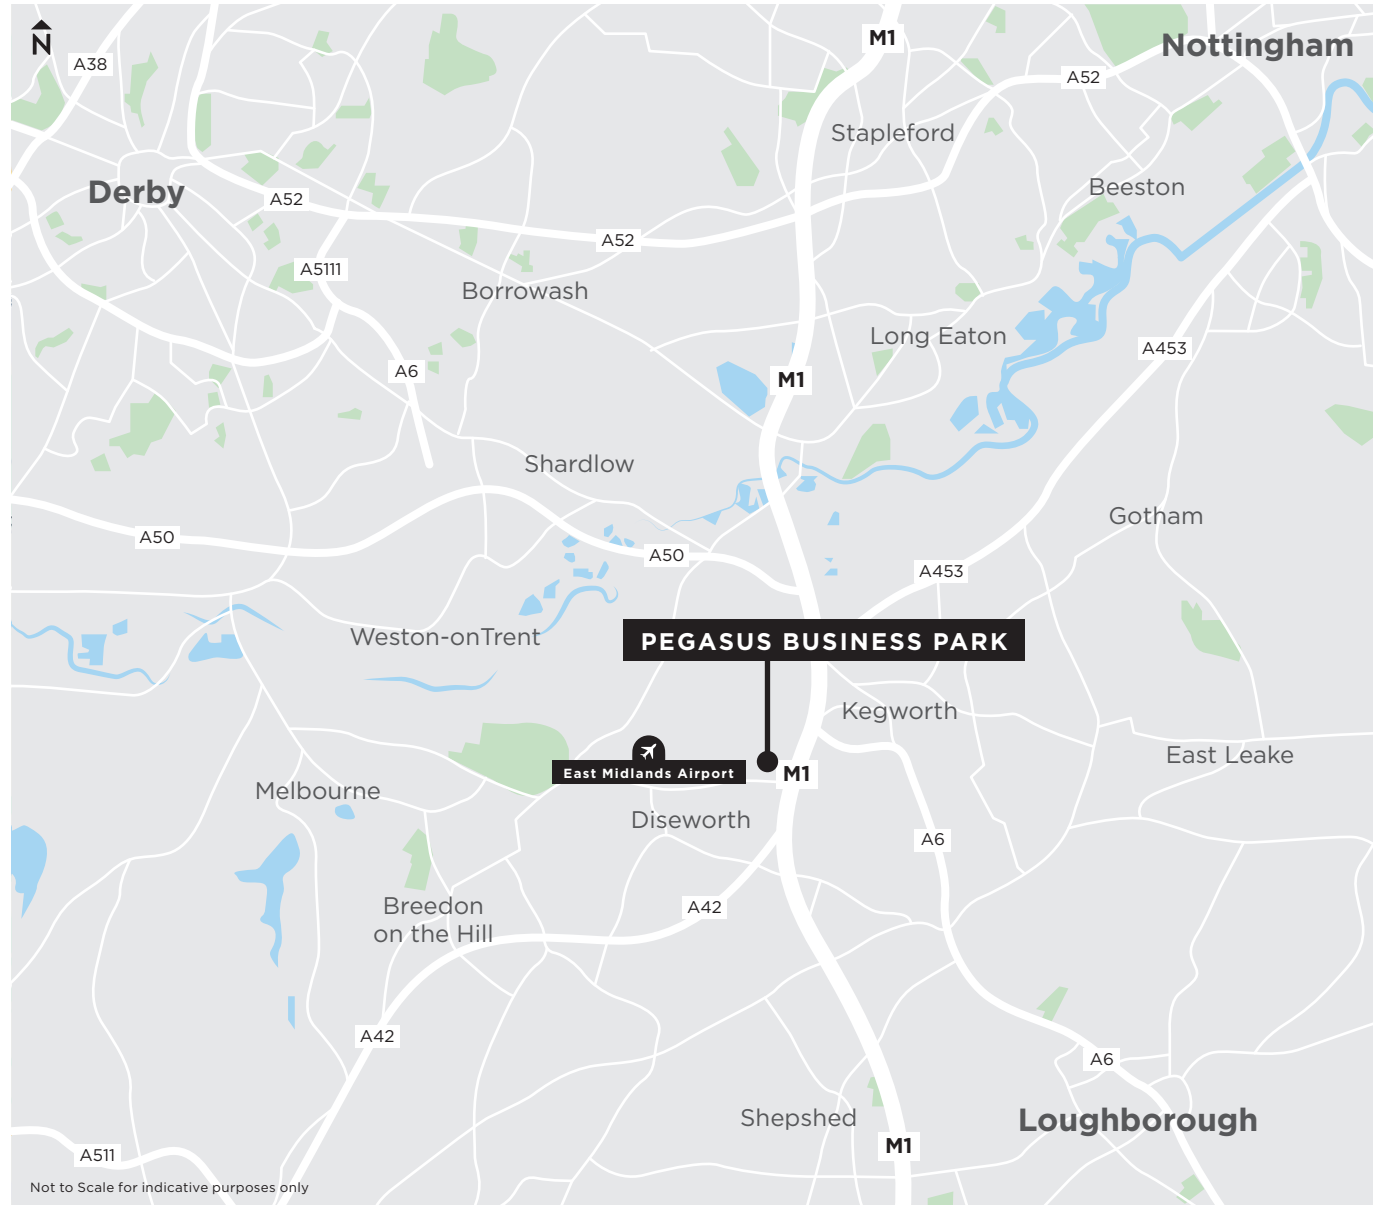 M1
Nottingham
N
A38
A52
Stapleford
Beeston
Derby
A52
A52
A5111
Borrowash
Long Eaton
A453
A6
M1
Shardlow
Gotham
A50
A50
A453
Weston-onTrent
PEGASUS BUSINESS PARK
Kegworth
East Leake
East Midlands Airport
M1
Melbourne
Diseworth
A6
Breedon
on the Hill
A42
A42
A6
Shepshed
Loughborough
M1
A511
Not to Scale for indicative purposes only